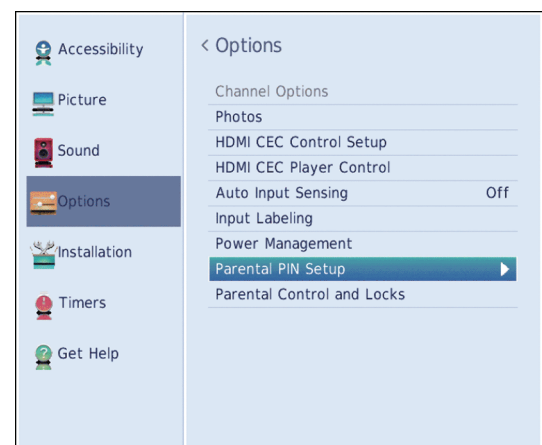 Accessibility
Picture
Sound
Options
Installation
Timers
Get Help
< Options
Channel Options
Photos
HDMI CEC Control Setup
HDMI CEC Player Control
Auto Input Sensing Off
Input Labeling
Power Management
Parental PIN Setup
Parental Control and Locks